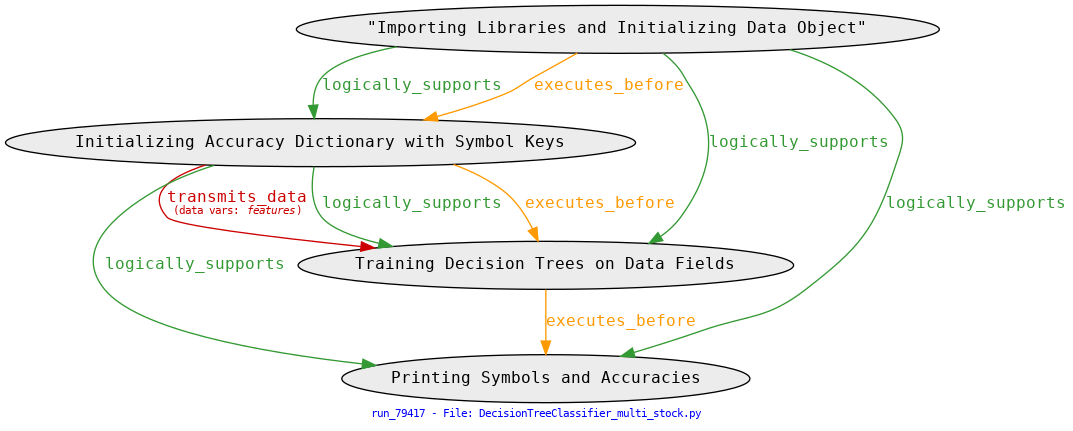 "Importing Libraries and Initializing Data Object"
logically_supports
executes_before
Initializing Accuracy Dictionary with Symbol Keys
logically_supports
transmits_data
(data vars: features)
logically_supports
executes_before
logically_supports
logically_supports
Training Decision Trees on Data Fields
executes_before
Printing Symbols and Accuracies
run_79417 - File: DecisionTreeClassifier_multi_stock.py